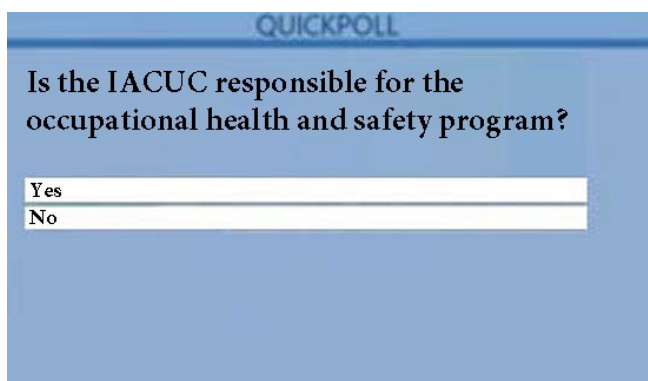 QUICKPOLL
Is the IACUC responsible for the
occupational health and safety program?
Yes
No